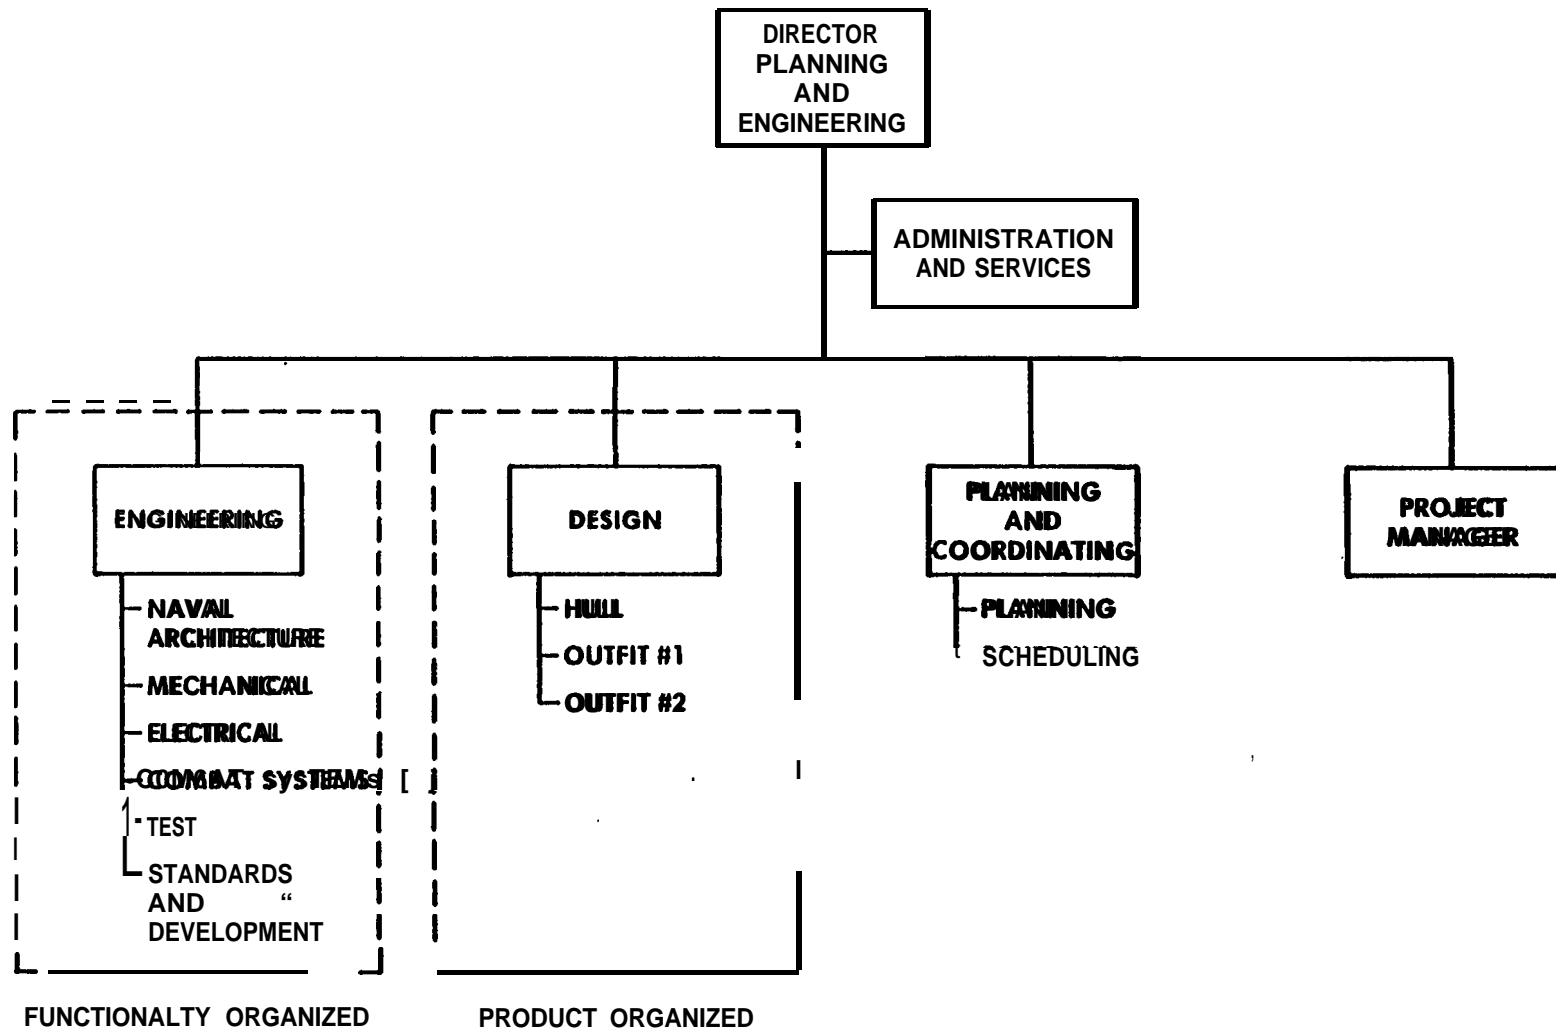 DIRECTOR
PLANNING
AND
ENGINEERING
ADMINISTRATION
AND SERVICES
ENGINEERING
NAVAL
ARCHITECTURE
MECHANICAL
ELECTRICAL
COMBAT SYSTEMS
TEST
STANDARDS
AND
DEVELOPMENT
FUNCTIONALTY ORGANIZED
DESIGN
HULL
OUTFIT #1
OUTFIT #2
PRODUCT ORGANIZED
PLANNING
AND
COORDINATING
PLANNING
SCHEDULING
PROJECT
MANAGER